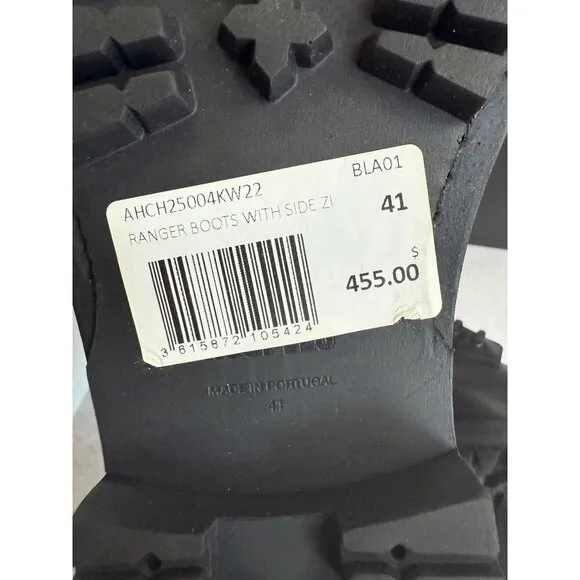 AHCH25004KW22 BLA01
RANGER BOOTS WITH SIDE ZI 41
$
455.00
3 615872 105424
MADE IN PORTUGAL
41